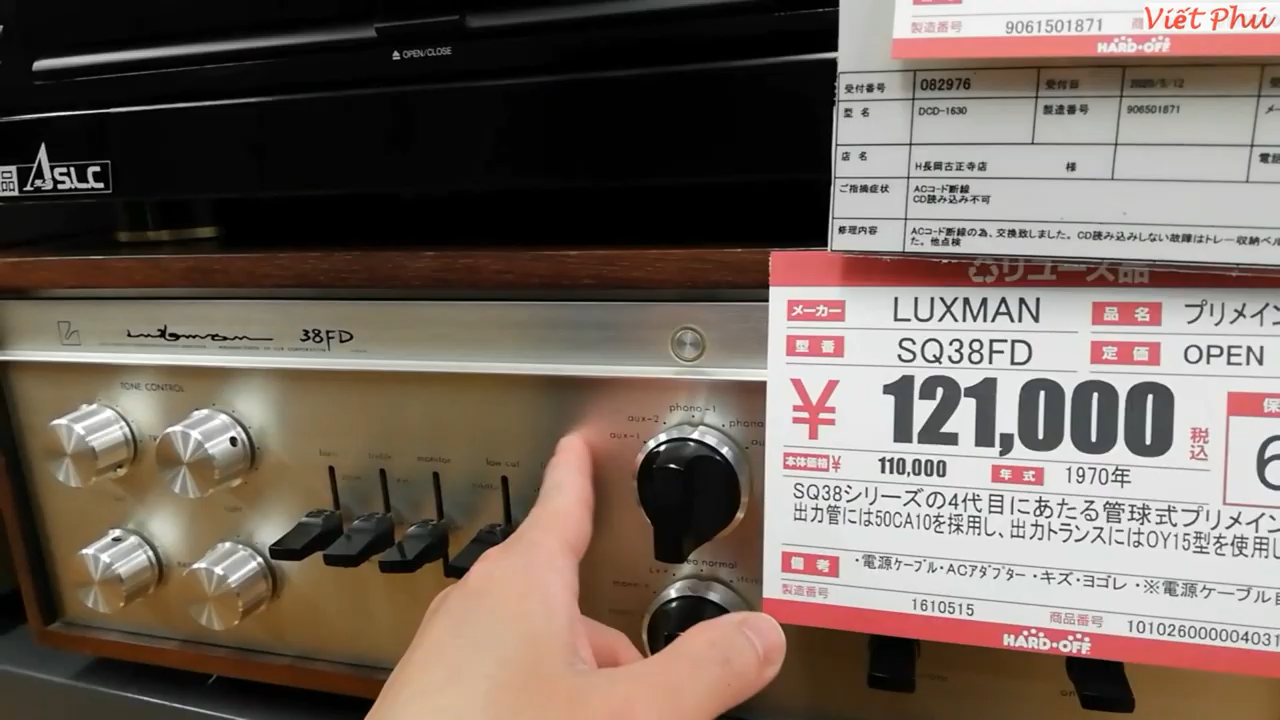 Viết Phú
製造番号 9061501871
HARD-OFF
受付番号 082976 受付日
型名 DCD-1630 製造番号 906501871
店名 H長岡古正寺店 様
ご指摘症状 ACコード断線
CD読み込み不可
修理内容 ACコード断線の為、交換致しました。CD読み込みしない故障はトレー収納ベル
た。他点検
OPEN/CLOSE
ASLC
リユース品
メーカー LUXMAN 品名 プリメイン
型番 SQ38FD 定価 OPEN
¥121,000 税込
本体価格¥ 110,000 年式 1970年
SQ38シリーズの4代目にあたる管球式プリメイン
出力管には50CA10を採用し、出力トランスにはOY15型を使用し
備考 ・電源ケーブル・ACアダプター・キズ・ヨゴレ・※電源ケーブル
製造番号 1610515 商品番号 101026000004031
HARD-OFF
Luxman 38FD
TONE CONTROL
monitor low cut
phono-1
aux-2 phono
aux-1
normal